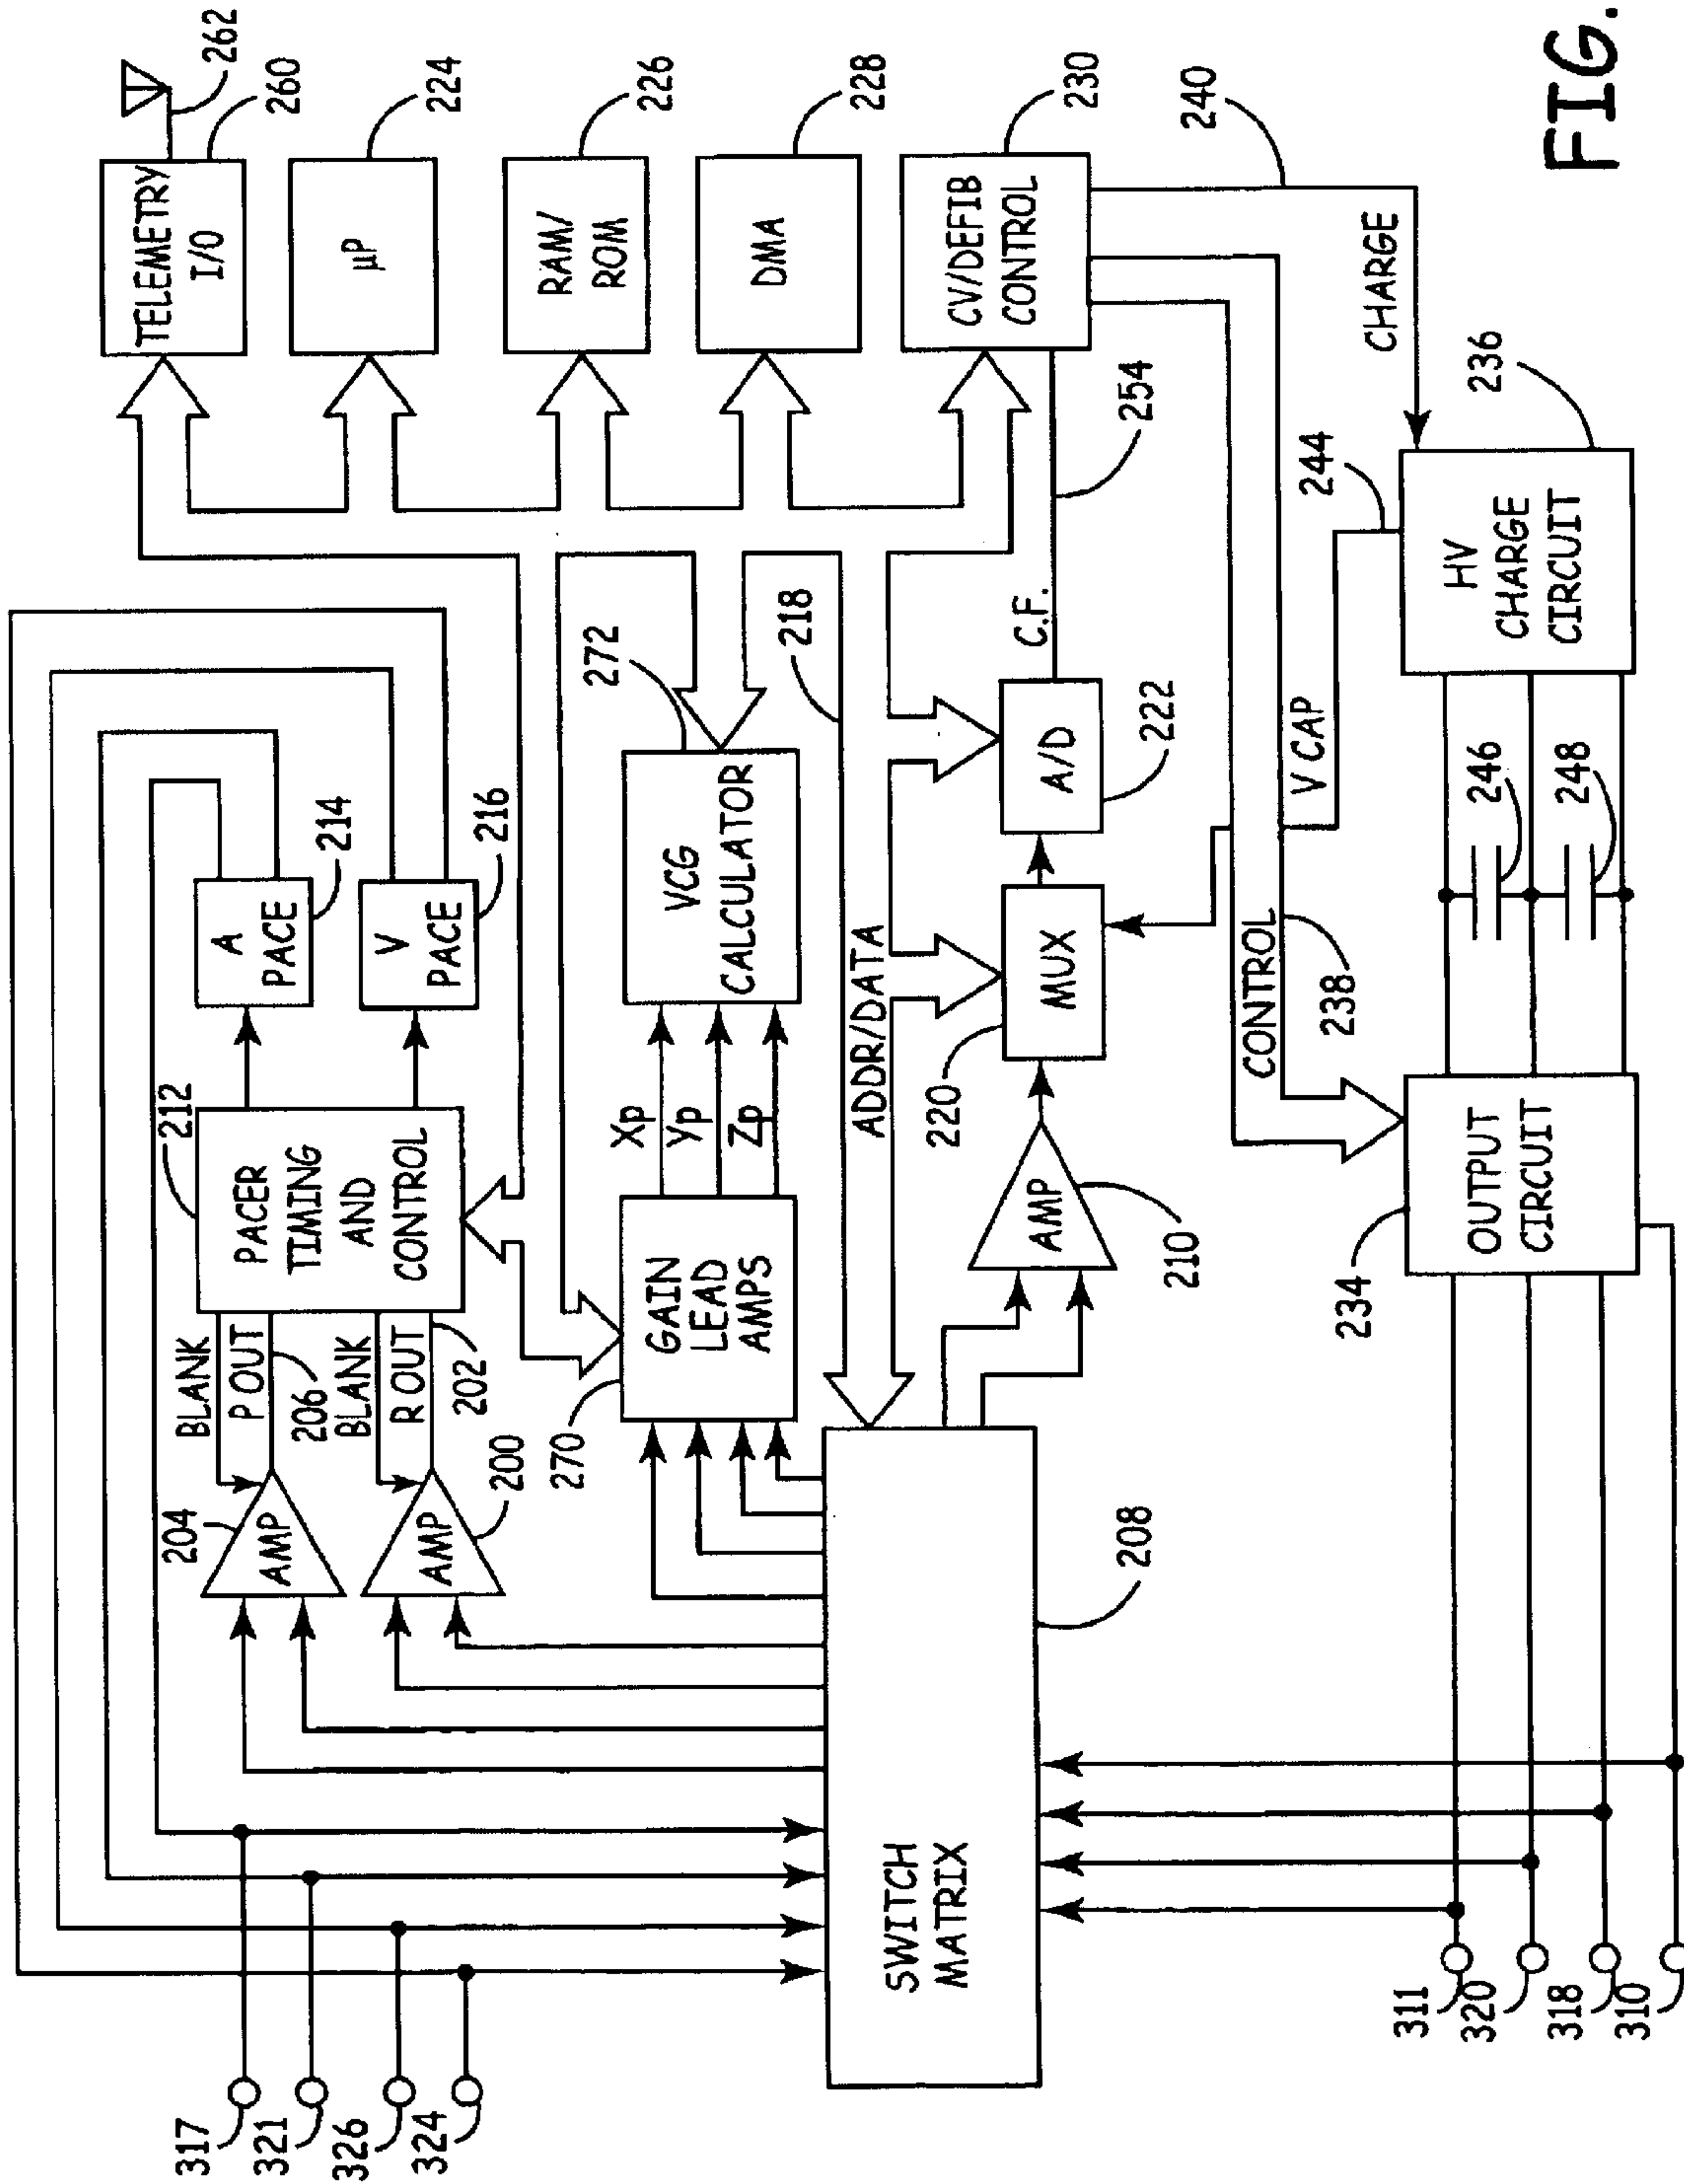 317
321
326
324
204
AMP
BLANK
P OUT
206
AMP
200
BLANK
R OUT
202
212
PACER
TIMING
AND
CONTROL
A
PACE
214
V
PACE
216
TELEMETRY
I/O
262
260
µP
224
RAM/
ROM
226
DMA
228
CV/DEFIB
CONTROL
230
270
GAIN
LEAD
AMPS
Xp
Yp
Zp
VCG
CALCULATOR
272
ADDR/DATA
218
SWITCH
MATRIX
208
AMP
210
220
MUX
A/D
222
C.F.
254
CONTROL
238
V CAP
244
CHARGE
240
311
320
318
310
234
OUTPUT
CIRCUIT
246
248
HV
CHARGE
CIRCUIT
236
FIG.